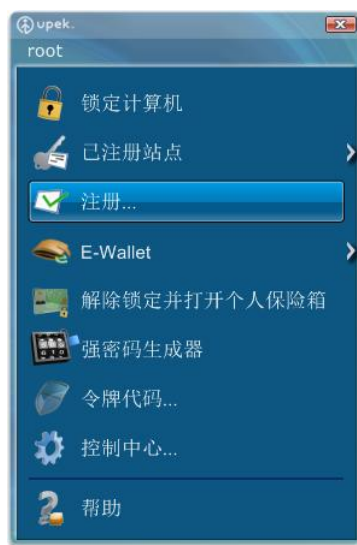 upek.
root
锁定计算机
已注册站点
注册...
E-Wallet
解除锁定并打开个人保险箱
强密码生成器
令牌代码...
控制中心...
帮助